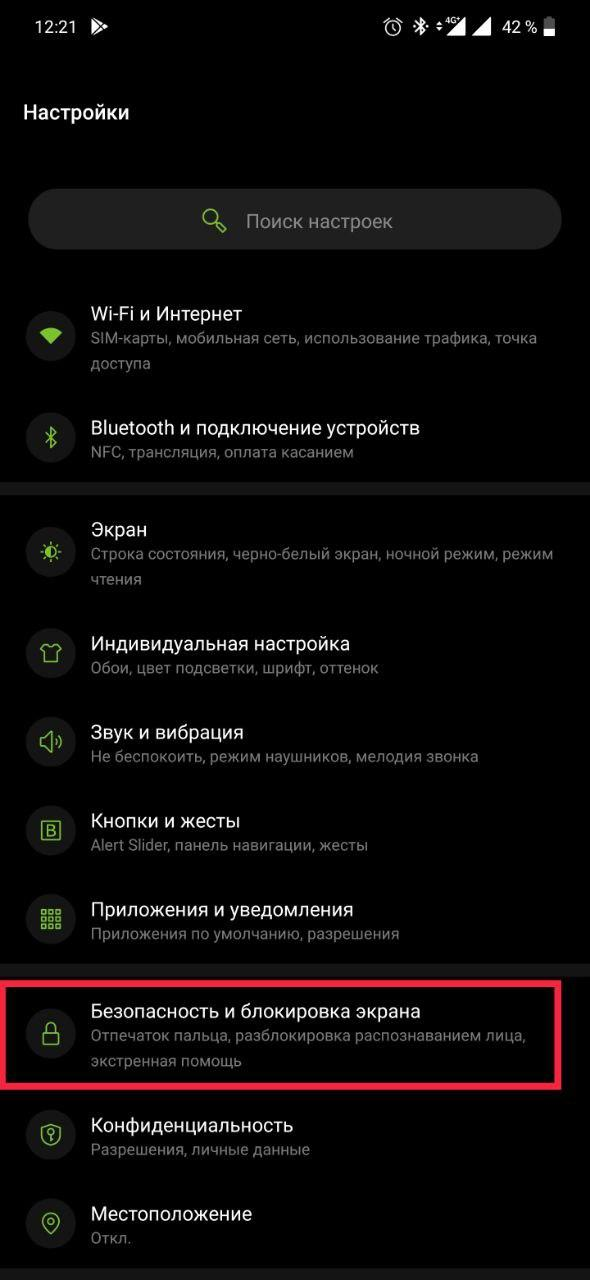 12:21 4G+ 42 %
Настройки
Поиск настроек
Wi-Fi и Интернет
SIM-карты, мобильная сеть, использование трафика, точка
доступа
Bluetooth и подключение устройств
NFC, трансляция, оплата касанием
Экран
Строка состояния, черно-белый экран, ночной режим, режим
чтения
Индивидуальная настройка
Обои, цвет подсветки, шрифт, оттенок
Звук и вибрация
Не беспокоить, режим наушников, мелодия звонка
B
Кнопки и жесты
Alert Slider, панель навигации, жесты
Приложения и уведомления
Приложения по умолчанию, разрешения
Безопасность и блокировка экрана
Отпечаток пальца, разблокировка распознаванием лица,
экстренная помощь
Конфиденциальность
Разрешения, личные данные
Местоположение
Откл.